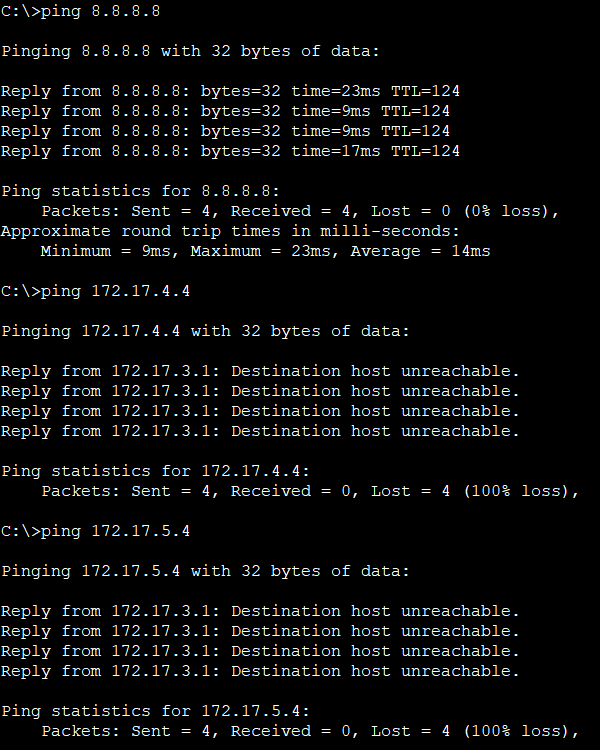 C:\>ping 8.8.8.8
Pinging 8.8.8.8 with 32 bytes of data:
Reply from 8.8.8.8: bytes=32 time=23ms TTL=124
Reply from 8.8.8.8: bytes=32 time=9ms TTL=124
Reply from 8.8.8.8: bytes=32 time=9ms TTL=124
Reply from 8.8.8.8: bytes=32 time=17ms TTL=124
Ping statistics for 8.8.8.8:
    Packets: Sent = 4, Received = 4, Lost = 0 (0% loss),
Approximate round trip times in milli-seconds:
    Minimum = 9ms, Maximum = 23ms, Average = 14ms
C:\>ping 172.17.4.4
Pinging 172.17.4.4 with 32 bytes of data:
Reply from 172.17.3.1: Destination host unreachable.
Reply from 172.17.3.1: Destination host unreachable.
Reply from 172.17.3.1: Destination host unreachable.
Reply from 172.17.3.1: Destination host unreachable.
Ping statistics for 172.17.4.4:
    Packets: Sent = 4, Received = 0, Lost = 4 (100% loss),
C:\>ping 172.17.5.4
Pinging 172.17.5.4 with 32 bytes of data:
Reply from 172.17.3.1: Destination host unreachable.
Reply from 172.17.3.1: Destination host unreachable.
Reply from 172.17.3.1: Destination host unreachable.
Reply from 172.17.3.1: Destination host unreachable.
Ping statistics for 172.17.5.4:
    Packets: Sent = 4, Received = 0, Lost = 4 (100% loss),